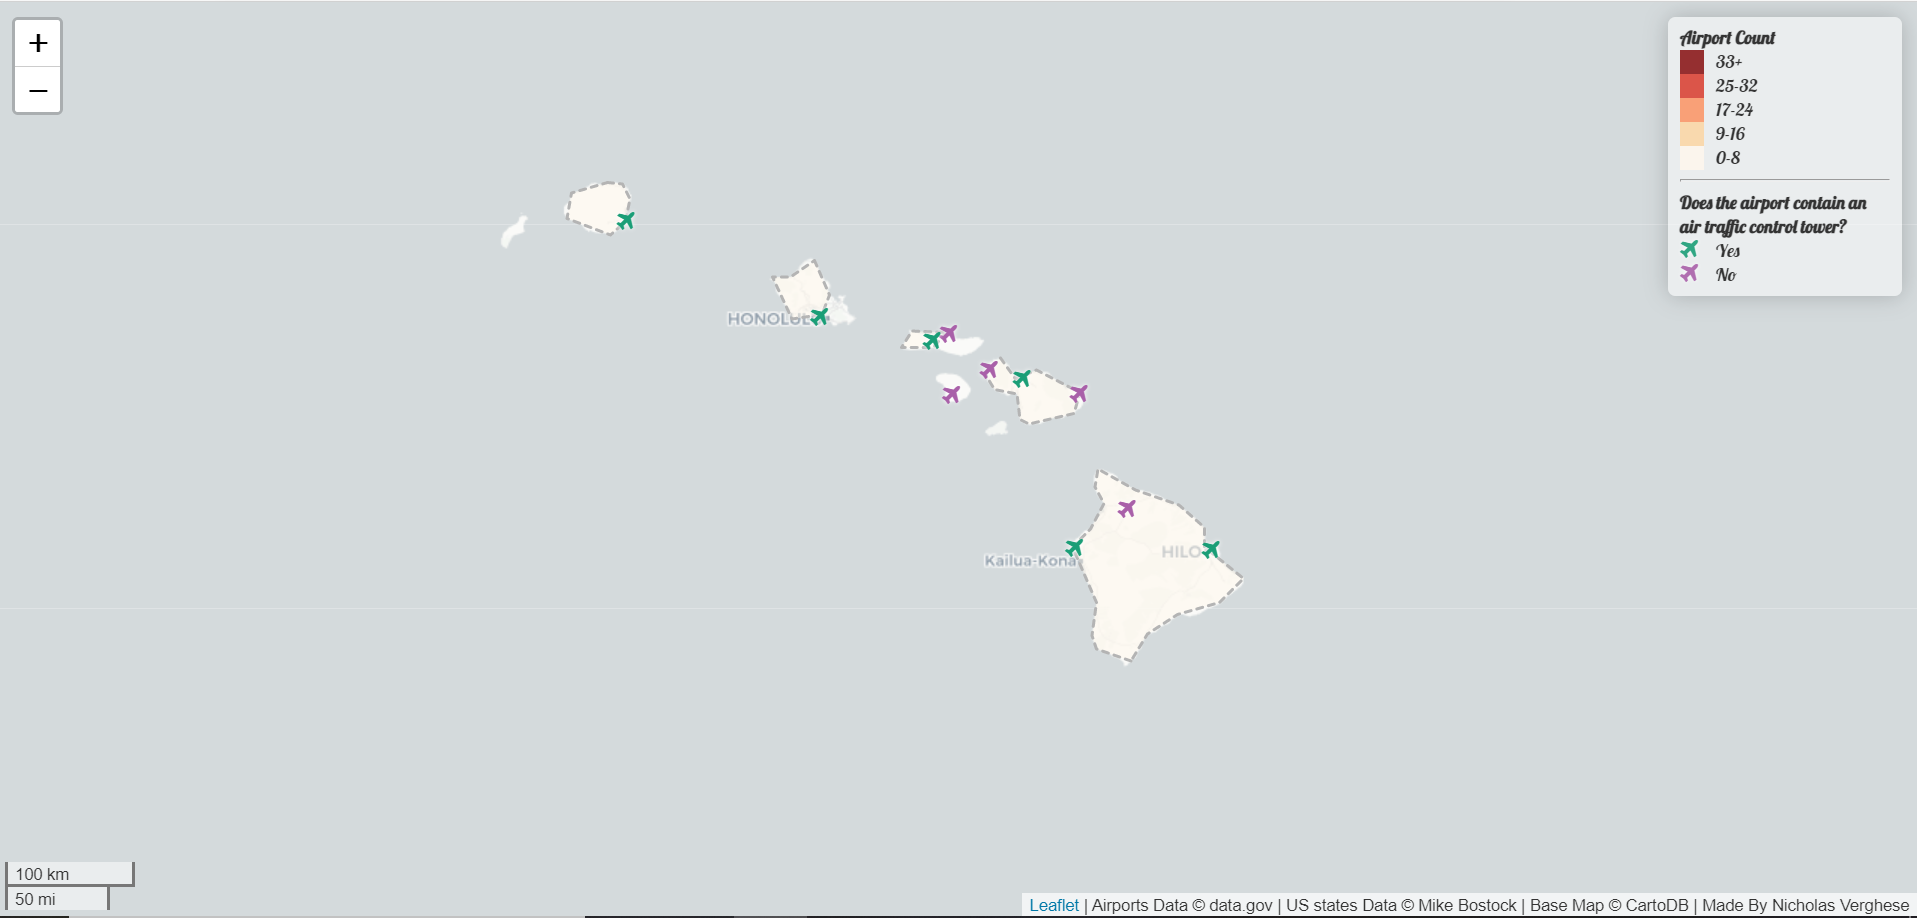 +
−
Airport Count
33+
25-32
17-24
9-16
0-8
Does the airport contain an
air traffic control tower?
Yes
No
Kailua-Kona
HILO
100 km
50 mi
Leaflet | Airports Data © data.gov | US states Data © Mike Bostock | Base Map © CartoDB | Made By Nicholas Verghese